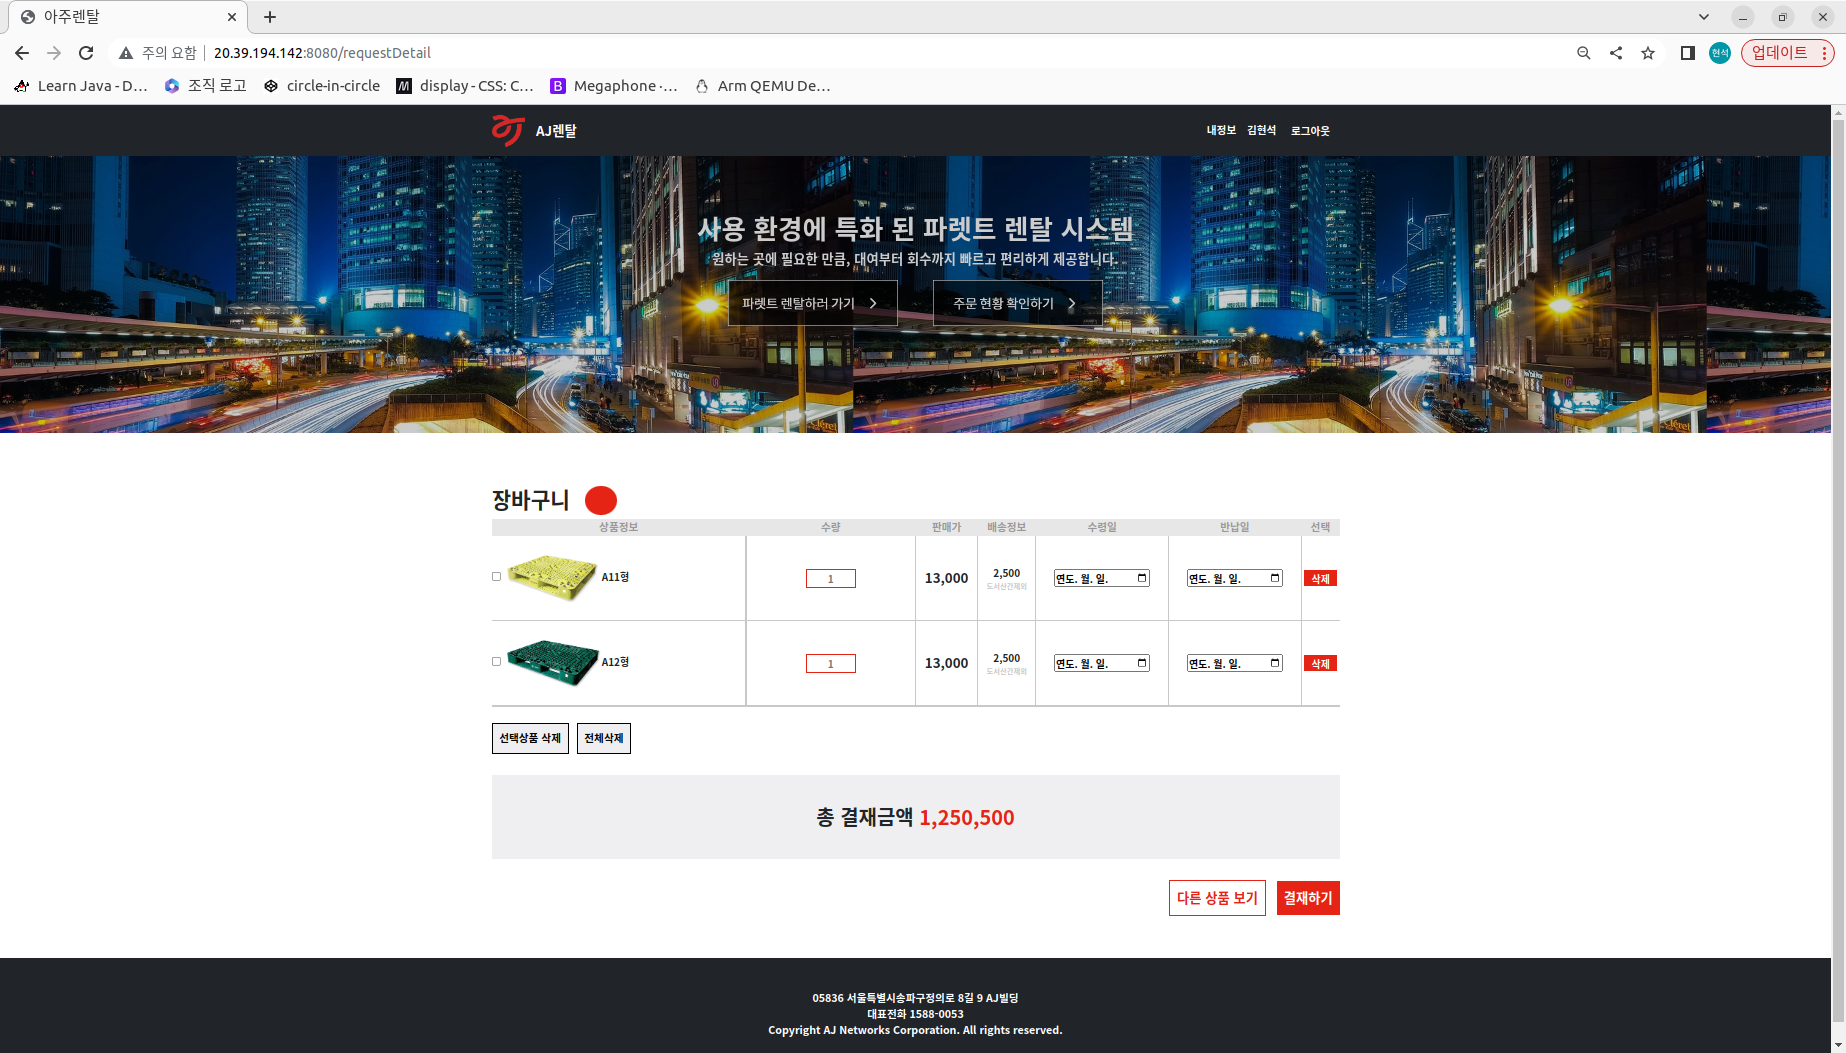 아주렌탈
주의 요함 20.39.194.142:8080/requestDetail 현석 업데이트
Learn Java - D… 조직 로고 circle-in-circle display - CSS: C… Megaphone ·… Arm QEMU De…
AJ렌탈 내정보 김현석 로그아웃
사용 환경에 특화 된 파렛트 렌탈 시스템
원하는 곳에 필요한 만큼, 대여부터 회수까지 빠르고 편리하게 제공합니다.
파렛트 렌탈하러 가기 주문 현황 확인하기
장바구니
상품정보 수량 판매가 배송정보 수령일 반납일 선택
A11형 1 13,000 2,500 연도. 월. 일. 연도. 월. 일. 삭제
도서산간제외
A12형 1 13,000 2,500 연도. 월. 일. 연도. 월. 일. 삭제
도서산간제외
선택상품 삭제 전체삭제
총 결재금액 1,250,500
다른 상품 보기 결재하기
05836 서울특별시송파구정의로 8길 9 AJ빌딩
대표전화 1588-0053
Copyright AJ Networks Corporation. All rights reserved.